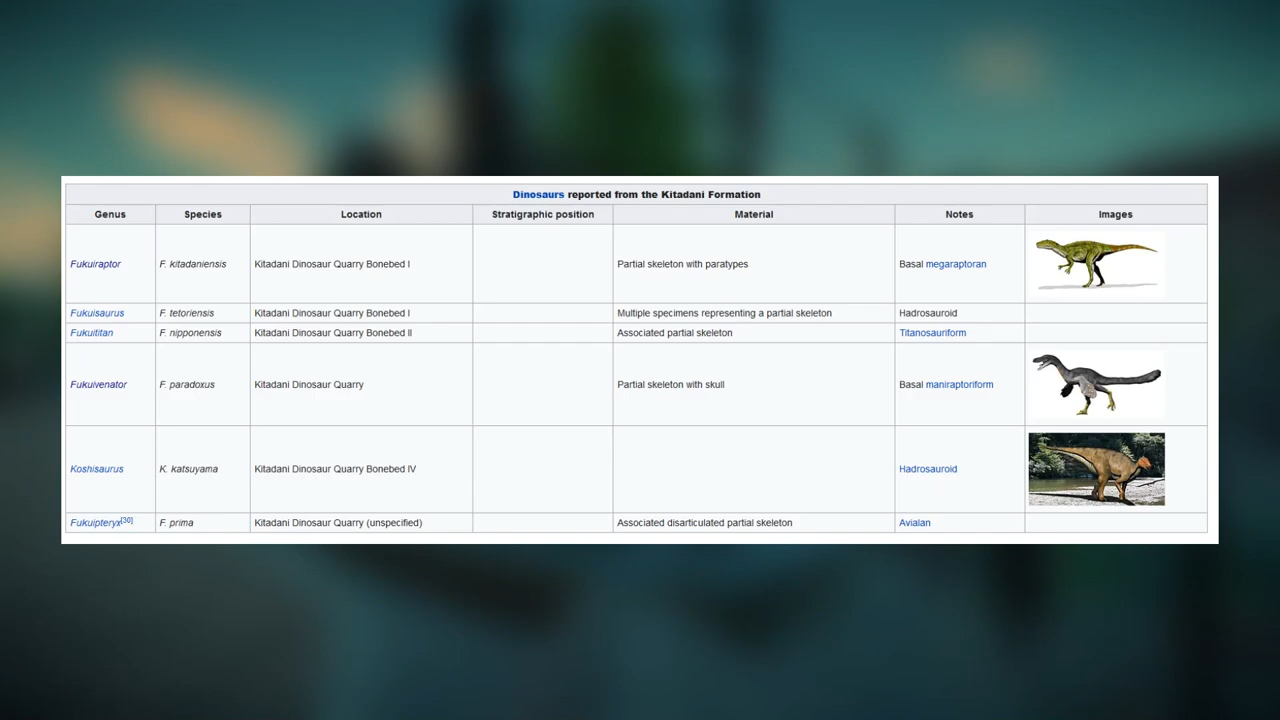 Dinosaurs reported from the Kitadani Formation
Genus Species Location Stratigraphic position Material Notes Images
Fukuiraptor F. kitadaniensis Kitadani Dinosaur Quarry Bonebed I Partial skeleton with paratypes Basal megaraptoran
Fukuisaurus F. tetoriensis Kitadani Dinosaur Quarry Bonebed I Multiple specimens representing a partial skeleton Hadrosauroid
Fukuititan F. nipponensis Kitadani Dinosaur Quarry Bonebed II Associated partial skeleton Titanosauriform
Fukuivenator F. paradoxus Kitadani Dinosaur Quarry Partial skeleton with skull Basal maniraptoriform
Koshisaurus K. katsuyama Kitadani Dinosaur Quarry Bonebed IV Hadrosauroid
Fukuipteryx[30] F. prima Kitadani Dinosaur Quarry (unspecified) Associated disarticulated partial skeleton Avialan